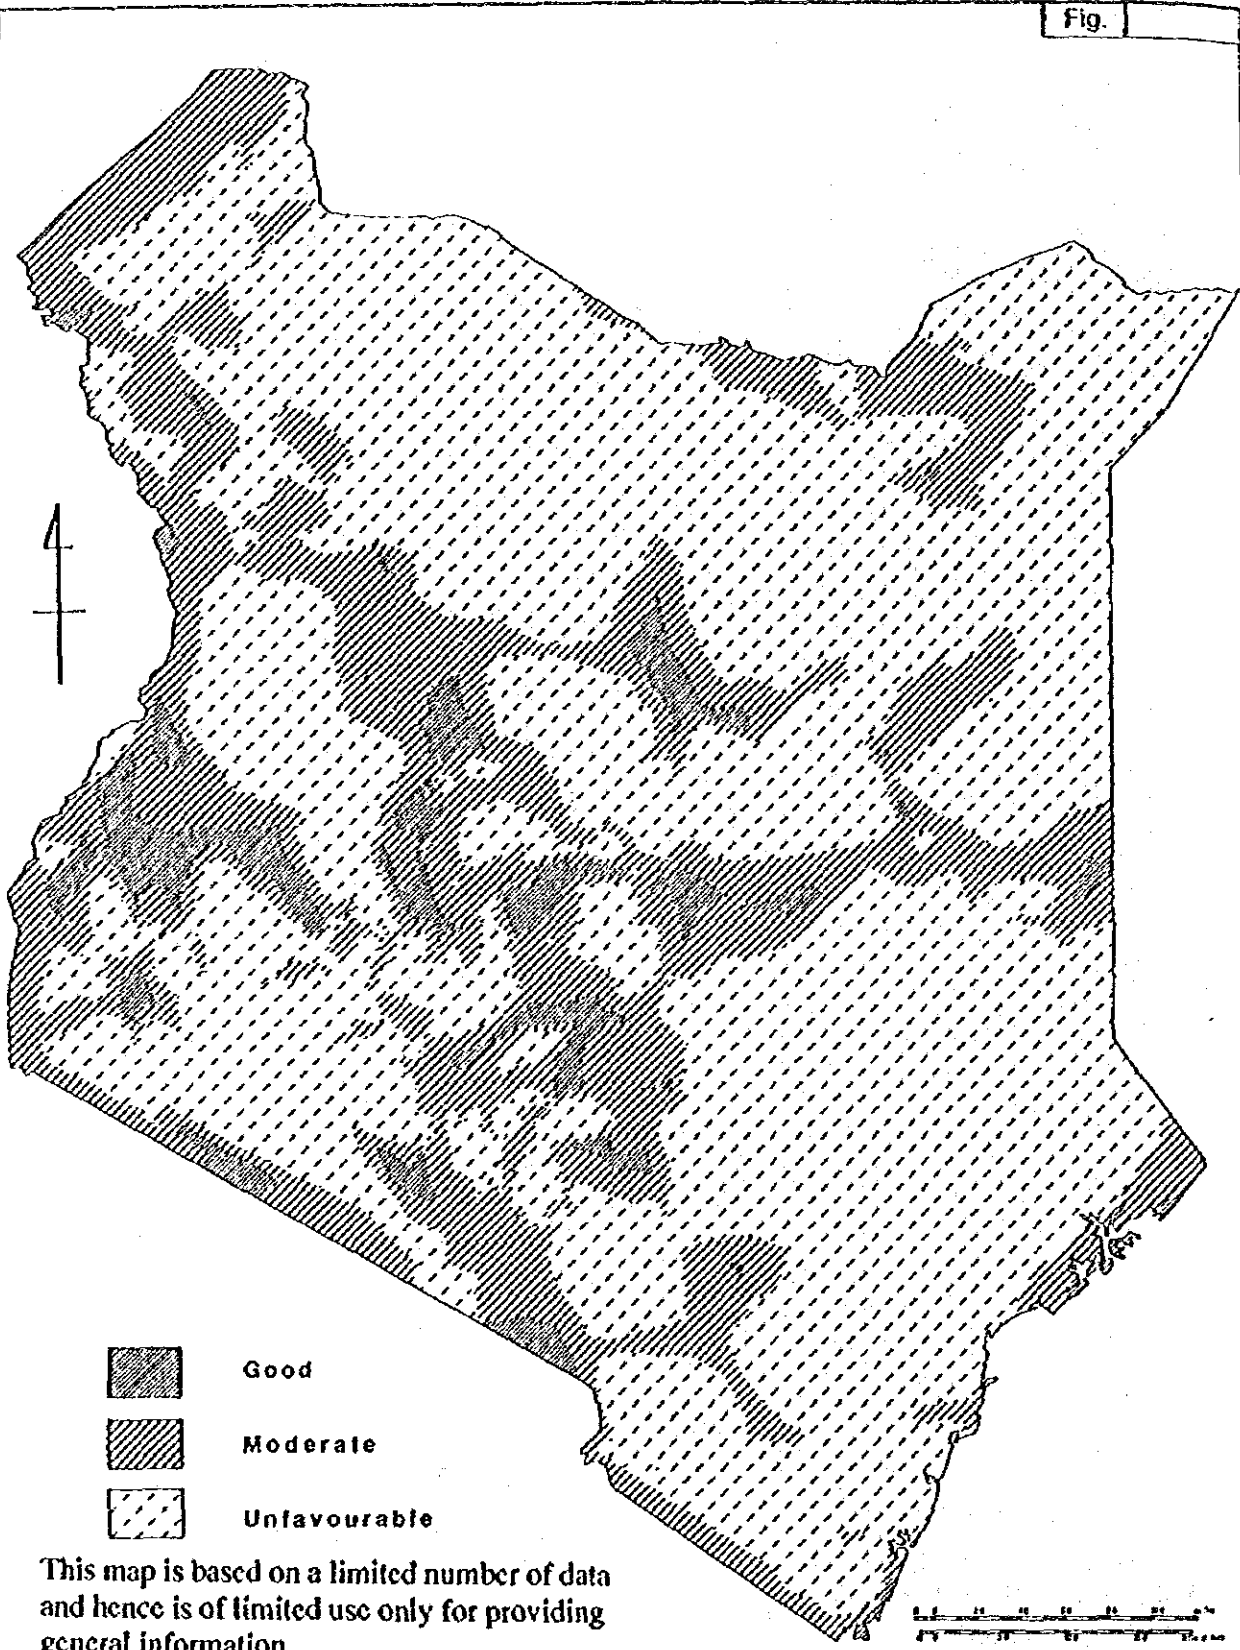 Fig.
Good
Moderate
Unfavourable
This map is based on a limited number of data
and hence is of limited use only for providing
general information